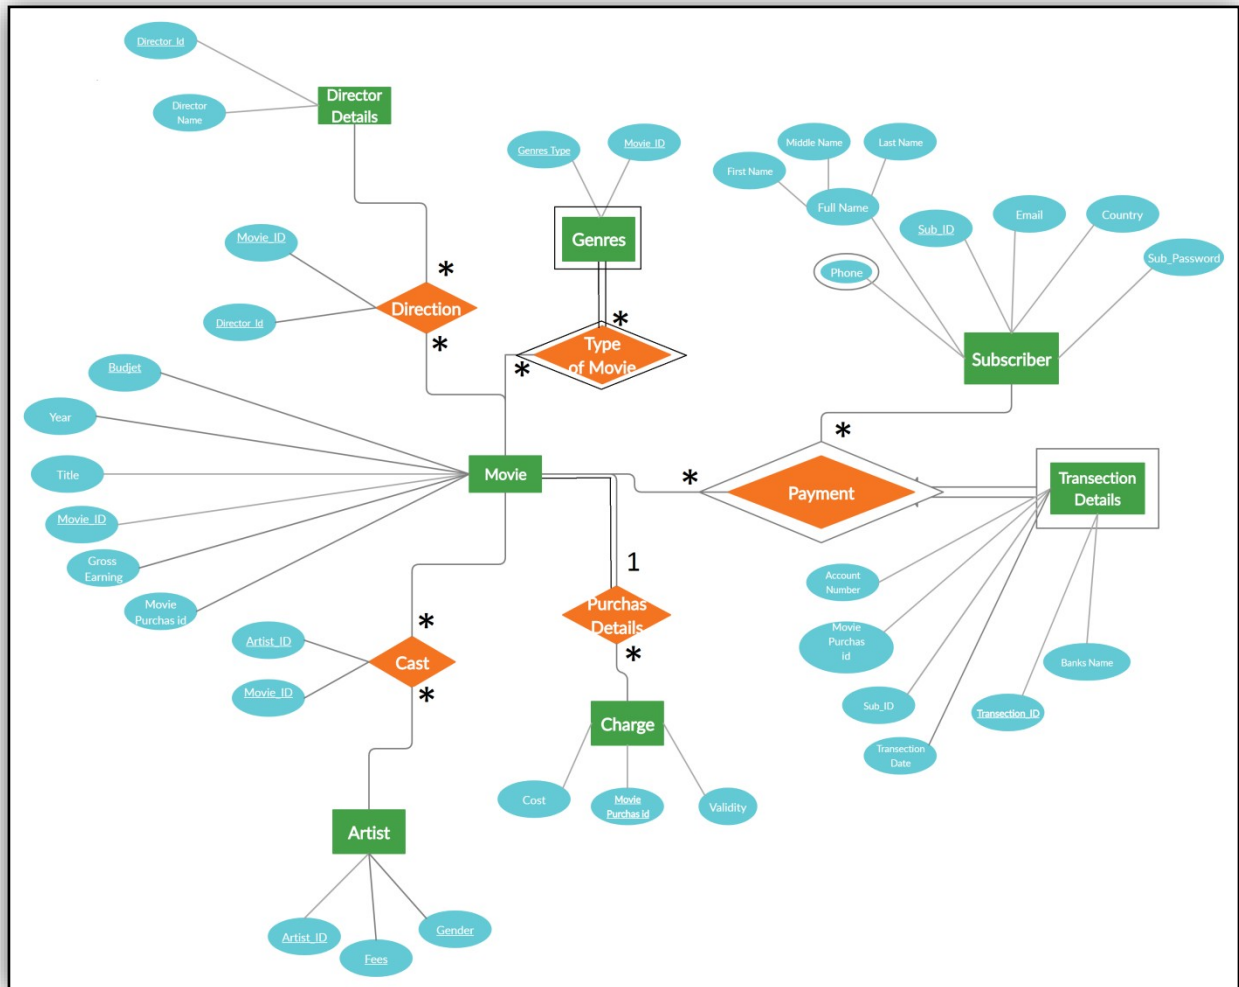 Director_Id
Director
Name
Director
Details
Genres Type
Movie_ID
Genres
Middle Name
Last Name
First Name
Full Name
Sub_ID
Email
Country
Phone
Sub_Password
Subscriber
Movie_ID
Director_Id
*
Direction
*
*
Type
of Movie
*
Budjet
Year
Title
Movie_ID
Gross
Earning
Movie
Purchas id
Movie
*
*
Payment
Transection
Details
Account
Number
Movie
Purchas
id
Sub_ID
Transection
Date
Transection_ID
Banks Name
1
Purchas
Details
*
Artist_ID
Movie_ID
*
Cast
*
Charge
Cost
Movie
Purchas id
Validity
Artist
Artist_ID
Fees
Gender